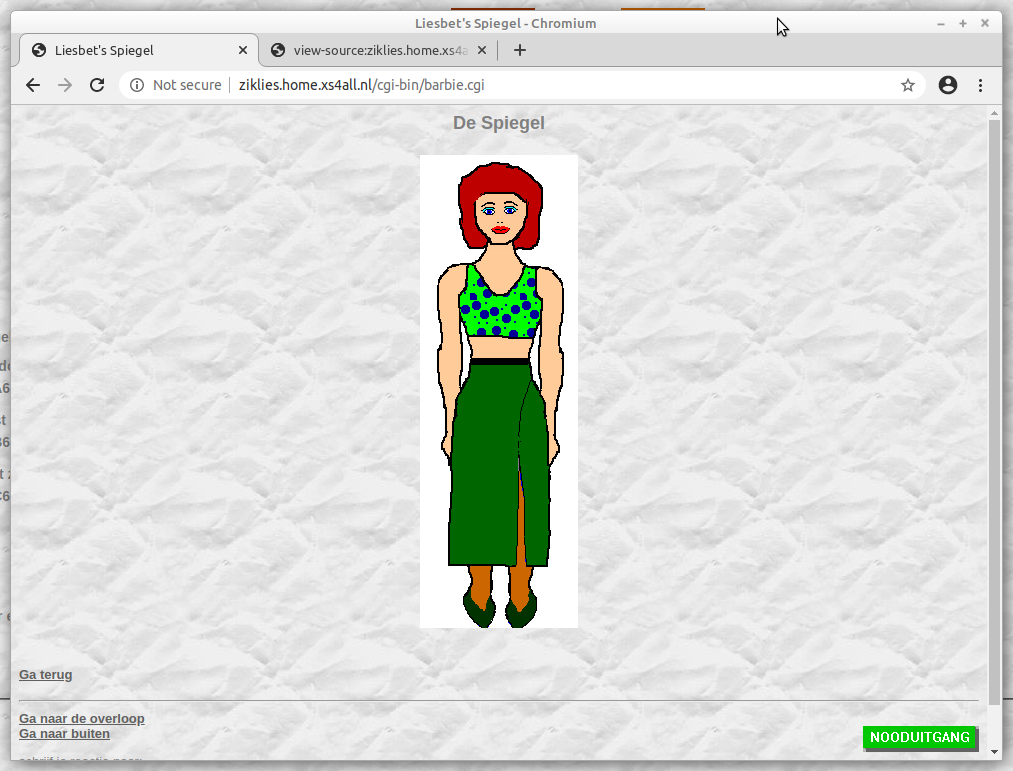 Liesbet's Spiegel - Chromium
Liesbet's Spiegel
view-source:ziklies.home.xs4a
Not secure
ziklies.home.xs4all.nl/cgi-bin/barbie.cgi
De Spiegel
Ga terug
Ga naar de overloop
Ga naar buiten
NOODUITGANG